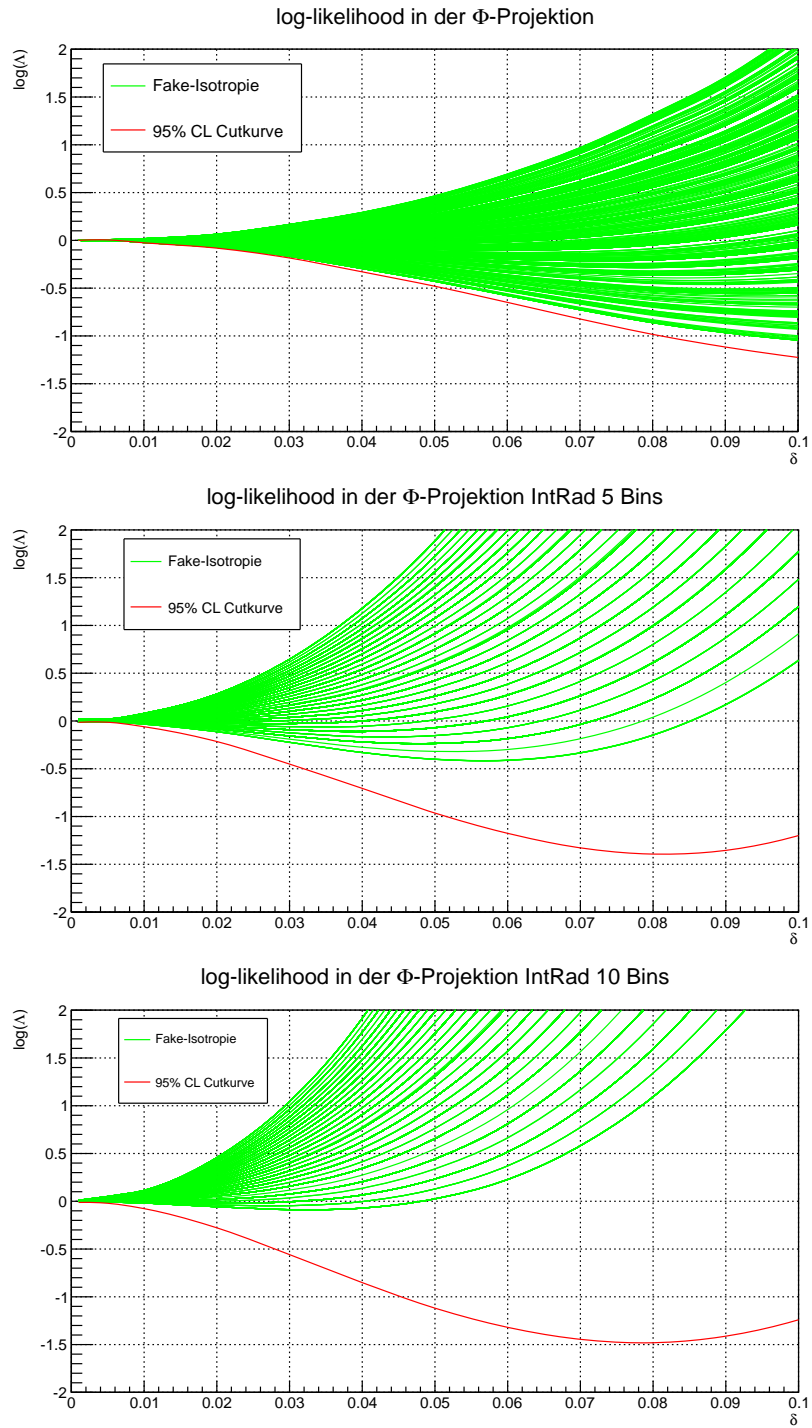 log-likelihood in der Φ-Projektion
log(Λ)
2
1.5
1
0.5
0
-0.5
-1
-1.5
-2
Fake-Isotropie
95% CL Cutkurve
0 0.01 0.02 0.03 0.04 0.05 0.06 0.07 0.08 0.09 0.1
δ
log-likelihood in der Φ-Projektion IntRad 5 Bins
log(Λ)
2
1.5
1
0.5
0
-0.5
-1
-1.5
-2
Fake-Isotropie
95% CL Cutkurve
0 0.01 0.02 0.03 0.04 0.05 0.06 0.07 0.08 0.09 0.1
δ
log-likelihood in der Φ-Projektion IntRad 10 Bins
log(Λ)
2
1.5
1
0.5
0
-0.5
-1
-1.5
-2
Fake-Isotropie
95% CL Cutkurve
0 0.01 0.02 0.03 0.04 0.05 0.06 0.07 0.08 0.09 0.1
δ